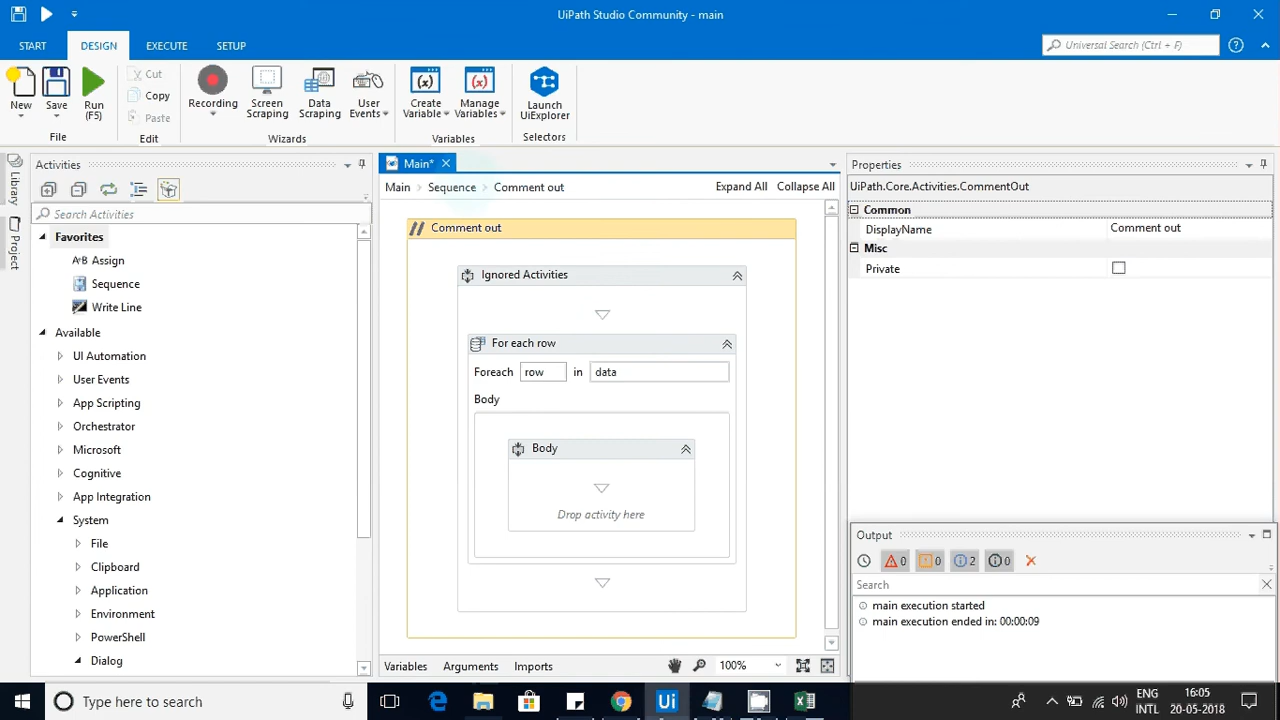 UiPath Studio Community - main
START DESIGN EXECUTE SETUP
Universal Search (Ctrl + F)
New Save Run (F5)
Cut
Copy
Paste
Recording Screen Scraping Data Scraping User Events
Create Variable Manage Variables
Launch UiExplorer
File Edit Wizards Variables Selectors
Library
Project
Activities
Search Activities
Favorites
A+B Assign
Sequence
Write Line
Available
UI Automation
User Events
App Scripting
Orchestrator
Microsoft
Cognitive
App Integration
System
File
Clipboard
Application
Environment
PowerShell
Dialog
Main*
Main > Sequence > Comment out
Expand All Collapse All
// Comment out
Ignored Activities
For each row
Foreach row in data
Body
Body
Drop activity here
Variables Arguments Imports
100%
Properties
UiPath.Core.Activities.CommentOut
Common
DisplayName Comment out
Misc
Private
Output
0 0 2 0
Search
main execution started
main execution ended in: 00:00:09
Type here to search
Ui
ENG
INTL
16:05
20-05-2018